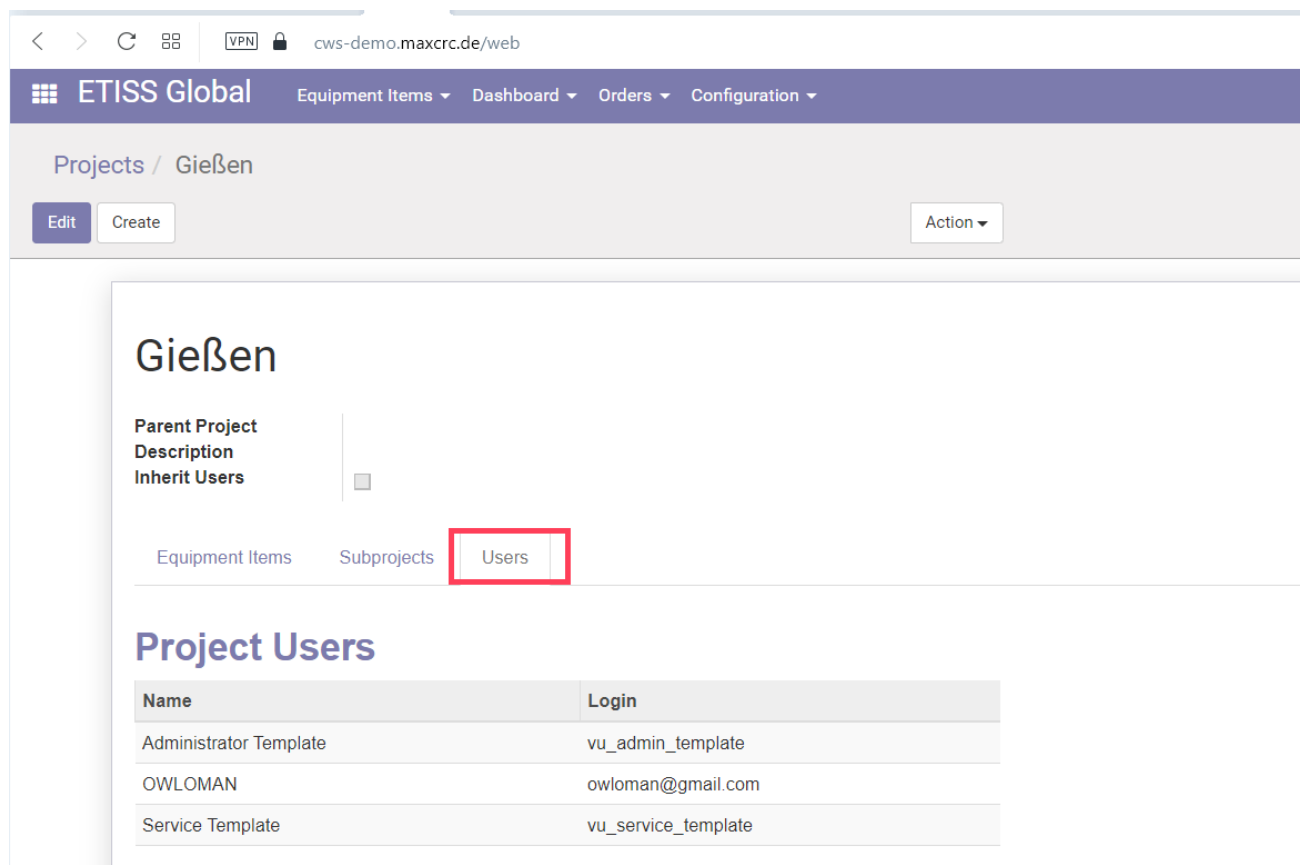 VPN cws-demo.maxcrc.de/web
ETISS Global Equipment Items Dashboard Orders Configuration
Projects / Gießen
Edit Create Action
Gießen
Parent Project
Description
Inherit Users
Equipment Items Subprojects Users
Project Users
Name Login
Administrator Template vu_admin_template
OWLOMAN owloman@gmail.com
Service Template vu_service_template